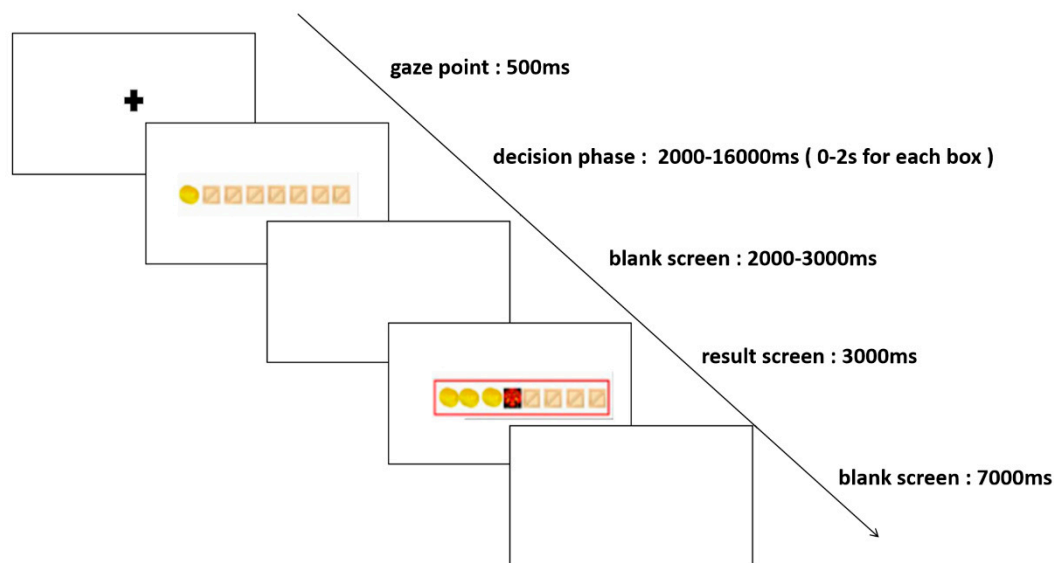 gaze point : 500ms
decision phase :  2000-16000ms ( 0-2s for each box )
blank screen : 2000-3000ms
result screen : 3000ms
blank screen : 7000ms